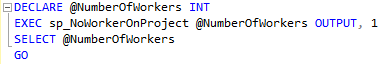 DECLARE @NumberOfWorkers INT
EXEC sp_NoWorkerOnProject @NumberOfWorkers OUTPUT, 1
SELECT @NumberOfWorkers
GO